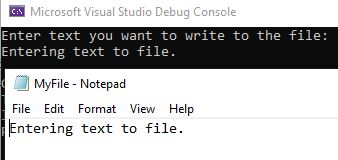 Microsoft Visual Studio Debug Console
Enter text you want to write to the file:
Entering text to file.
MyFile - Notepad
File Edit Format View Help
Entering text to file.